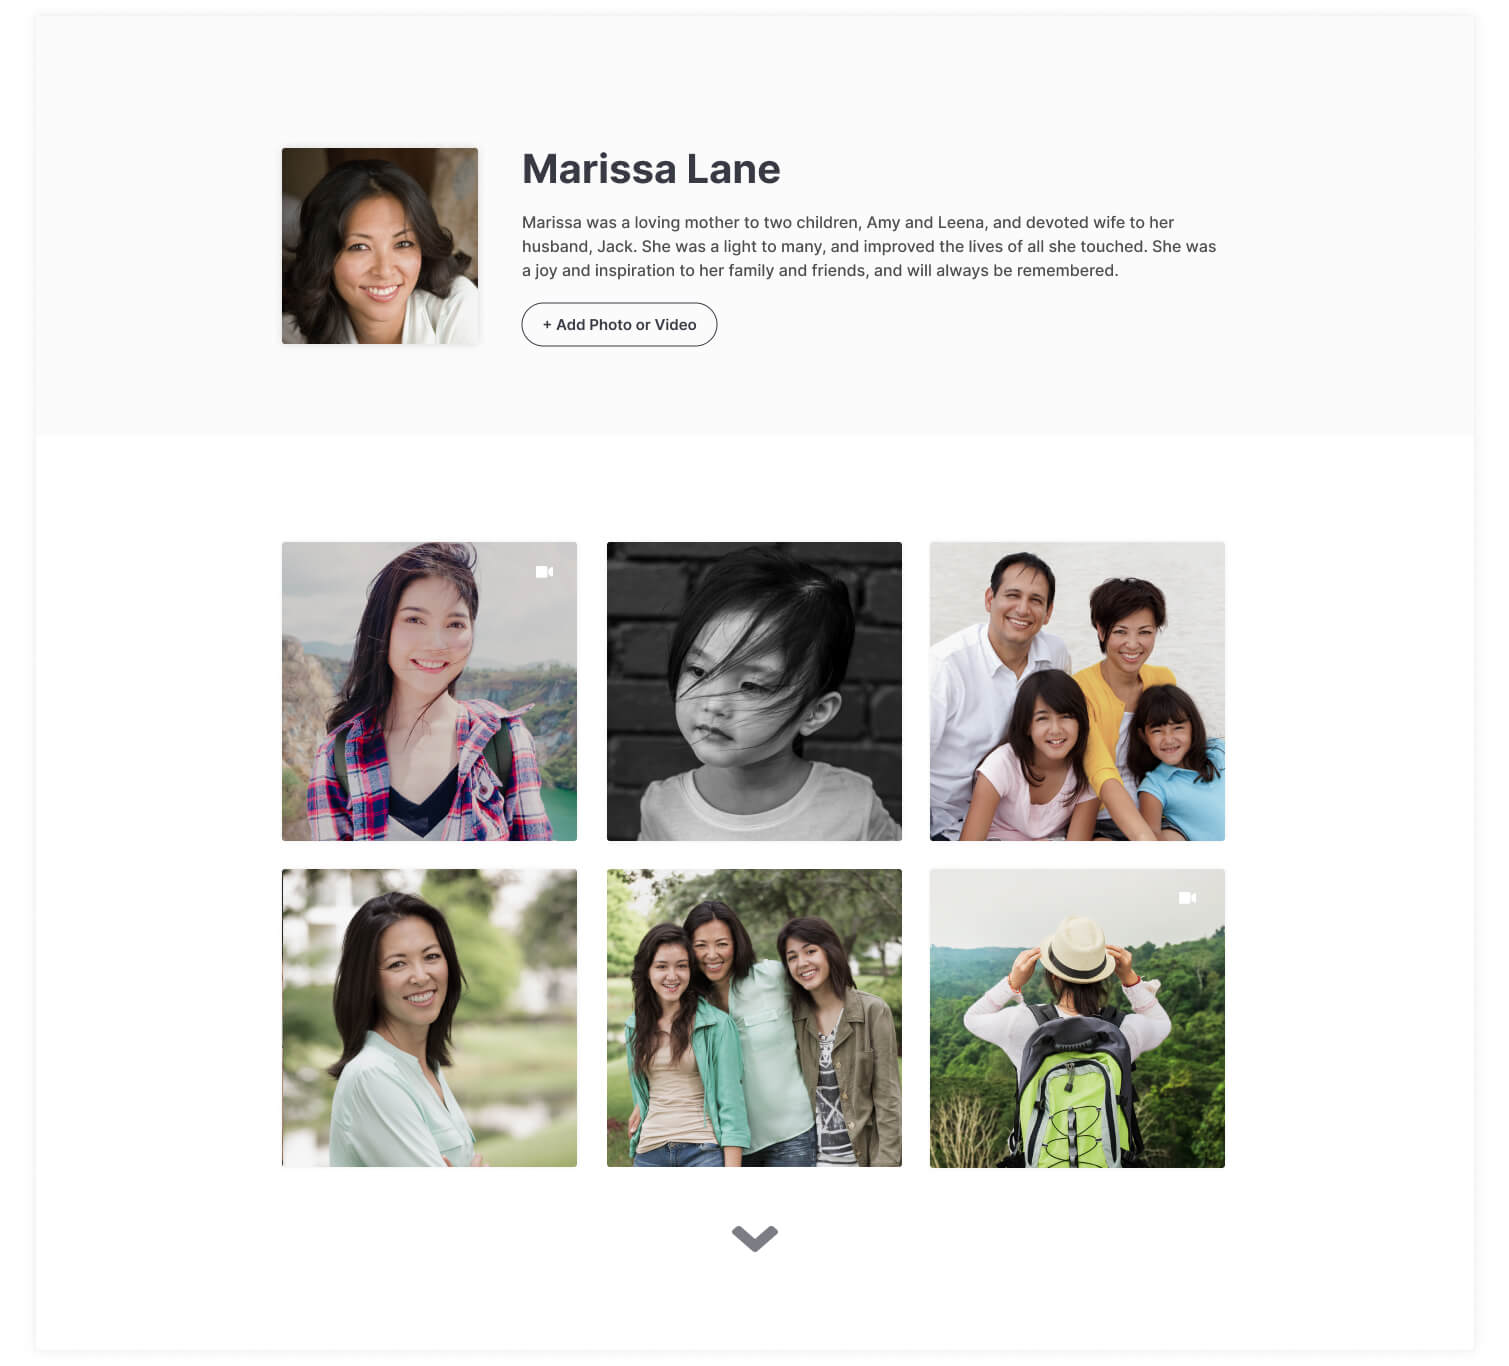 Marissa Lane
Marissa was a loving mother to two children, Amy and Leena, and devoted wife to her
husband, Jack. She was a light to many, and improved the lives of all she touched. She was
a joy and inspiration to her family and friends, and will always be remembered.
+ Add Photo or Video